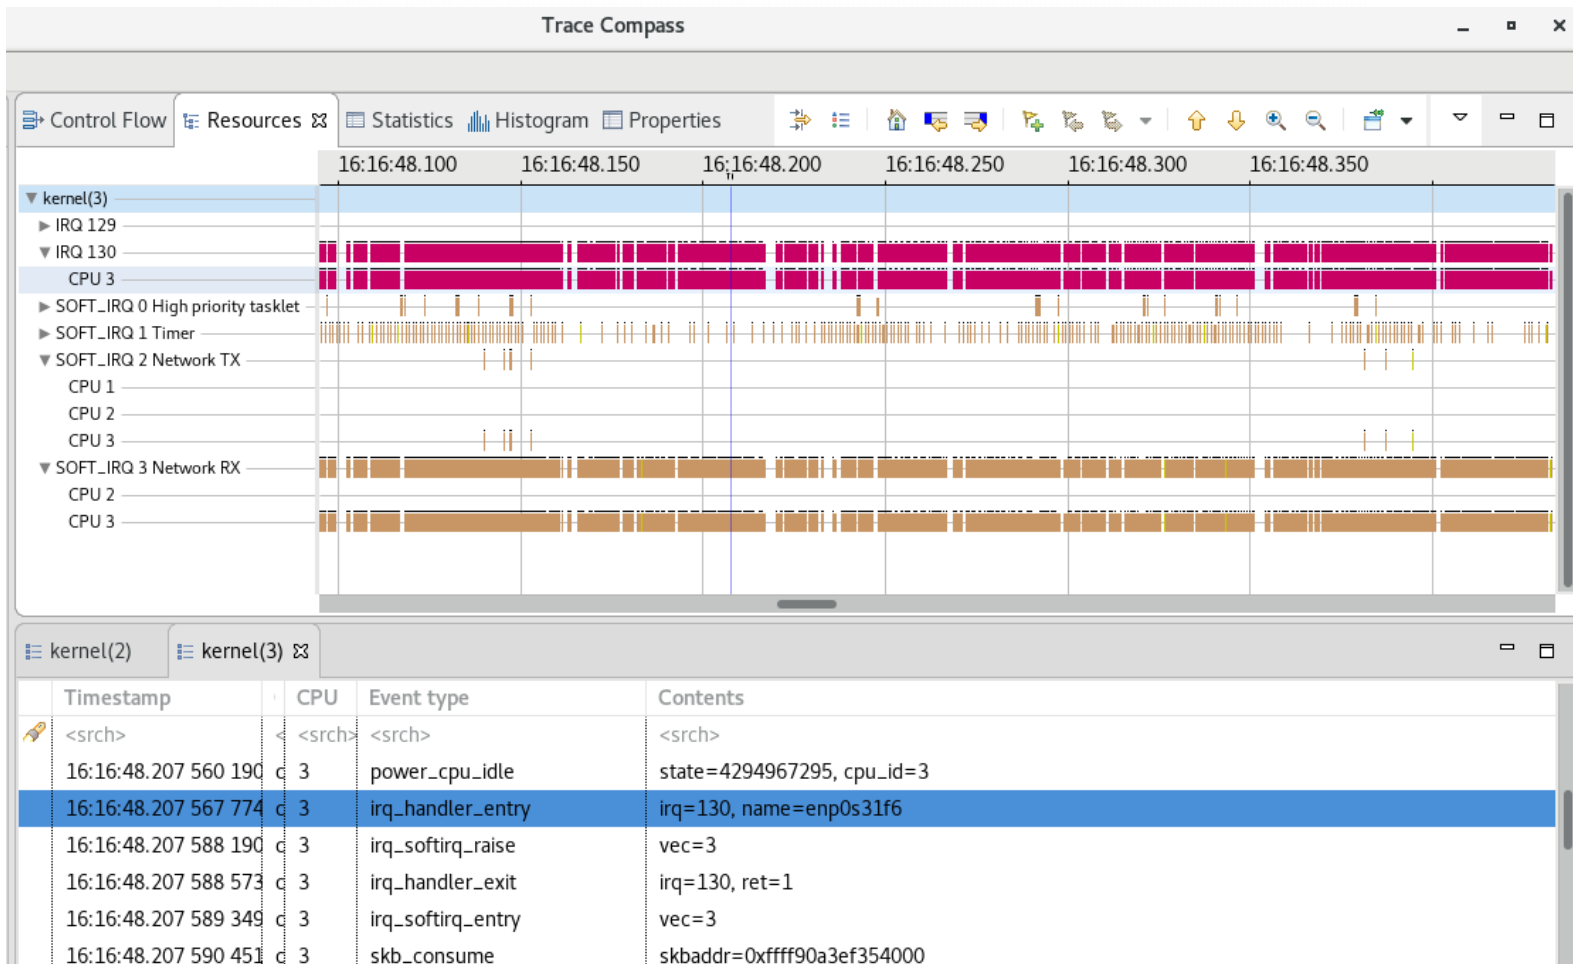 Trace Compass
Control Flow Resources Statistics Histogram Properties
16:16:48.100 16:16:48.150 16:16:48.200 16:16:48.250 16:16:48.300 16:16:48.350
kernel(3)
IRQ 129
IRQ 130
CPU 3
SOFT_IRQ 0 High priority tasklet
SOFT_IRQ 1 Timer
SOFT_IRQ 2 Network TX
CPU 1
CPU 2
CPU 3
SOFT_IRQ 3 Network RX
CPU 2
CPU 3
kernel(2) kernel(3)
Timestamp CPU Event type Contents
<srch> <srch> <srch> <srch>
16:16:48.207 560 190 c 3 power_cpu_idle state=4294967295, cpu_id=3
16:16:48.207 567 774 c 3 irq_handler_entry irq=130, name=enp0s31f6
16:16:48.207 588 190 c 3 irq_softirq_raise vec=3
16:16:48.207 588 573 c 3 irq_handler_exit irq=130, ret=1
16:16:48.207 589 349 c 3 irq_softirq_entry vec=3
16:16:48.207 590 451 c 3 skb_consume skbaddr=0xffff90a3ef354000